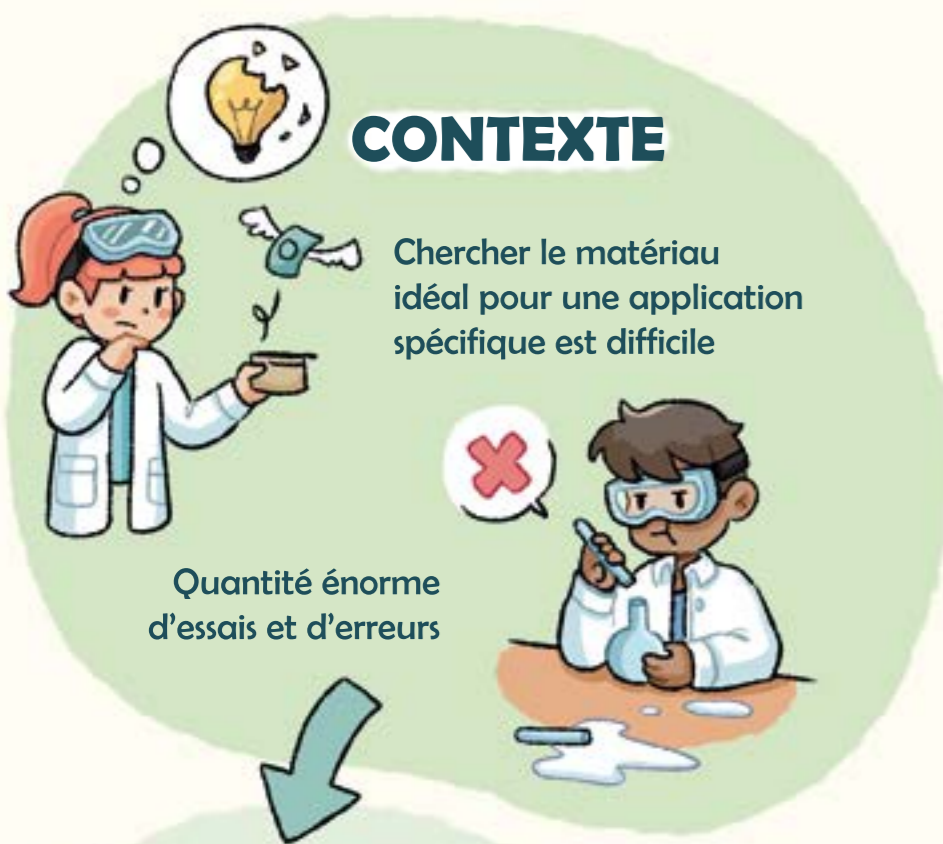 CONTEXTE
Chercher le matériau
idéal pour une application
spécifique est difficile
Quantité énorme
d'essais et d'erreurs